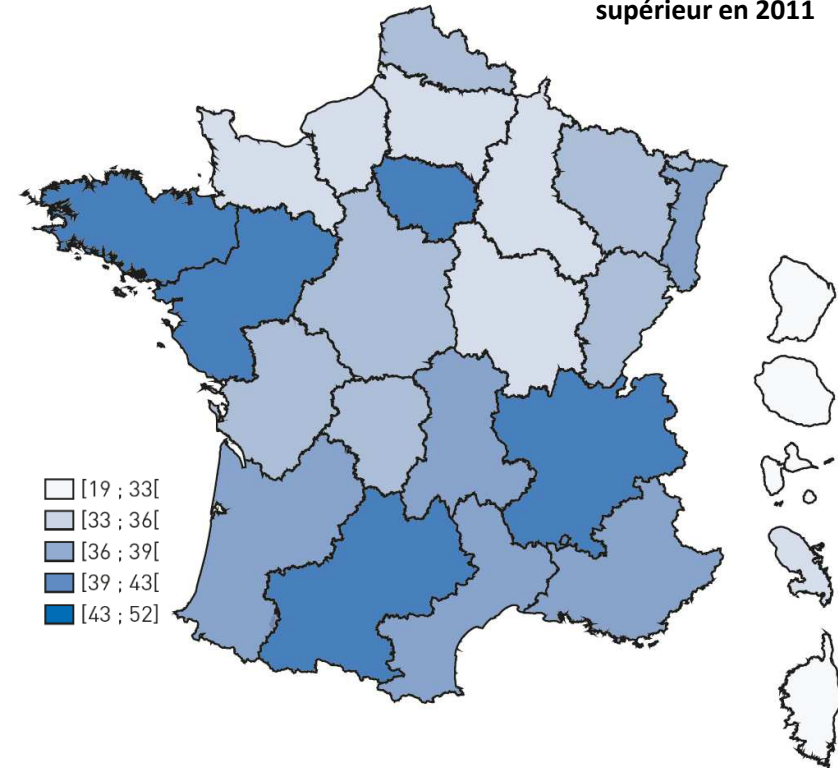 supérieur en 2011
[19 ; 33[
[33 ; 36[
[36 ; 39[
[39 ; 43[
[43 ; 52]